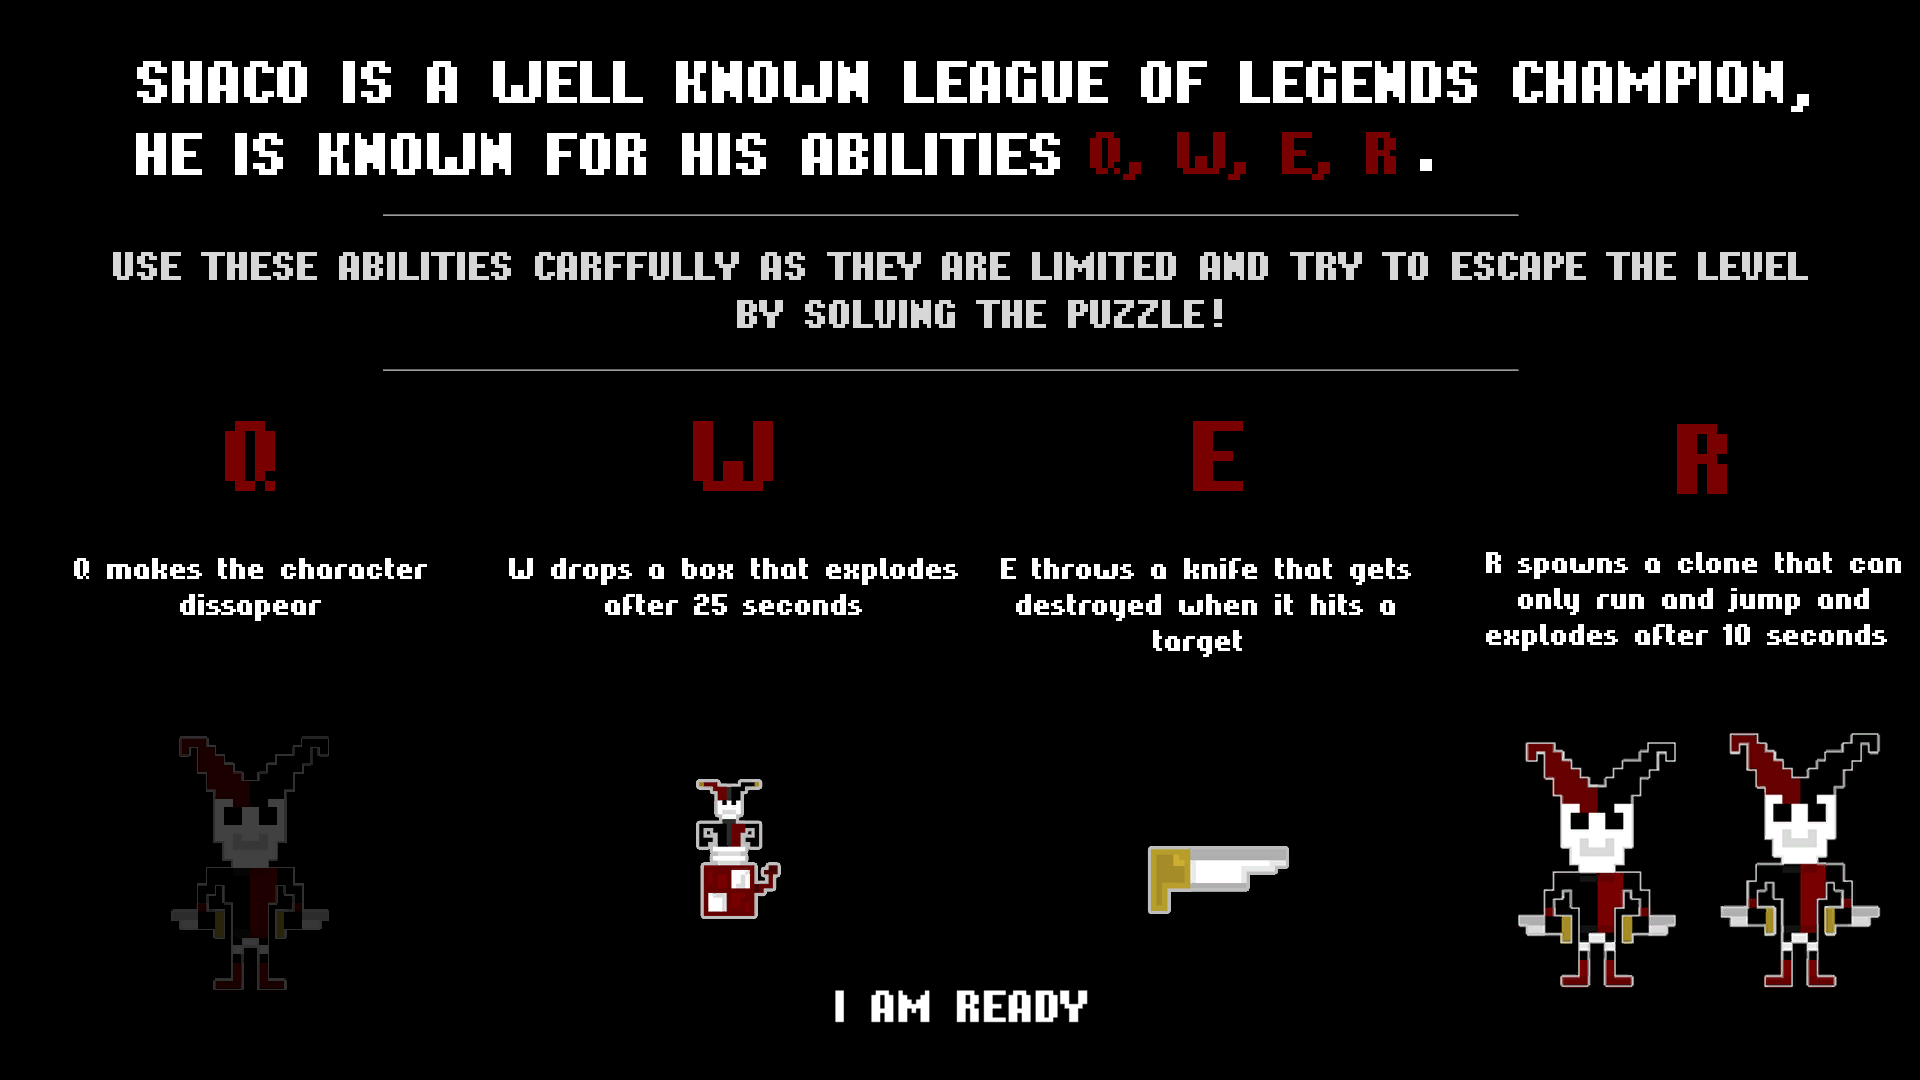 SHACO IS A WELL KNOWN LEAGUE OF LEGENDS CHAMPION,
HE IS KNOWN FOR HIS ABILITIES Q, W, E, R .
USE THESE ABILITIES CARFFULLY AS THEY ARE LIMITED AND TRY TO ESCAPE THE LEVEL
BY SOLVING THE PUZZLE!
Q
Q makes the character
dissapear
W
W drops a box that explodes
after 25 seconds
E
E throws a knife that gets
destroyed when it hits a
target
R
R spawns a clone that can
only run and jump and
explodes after 10 seconds
I AM READY